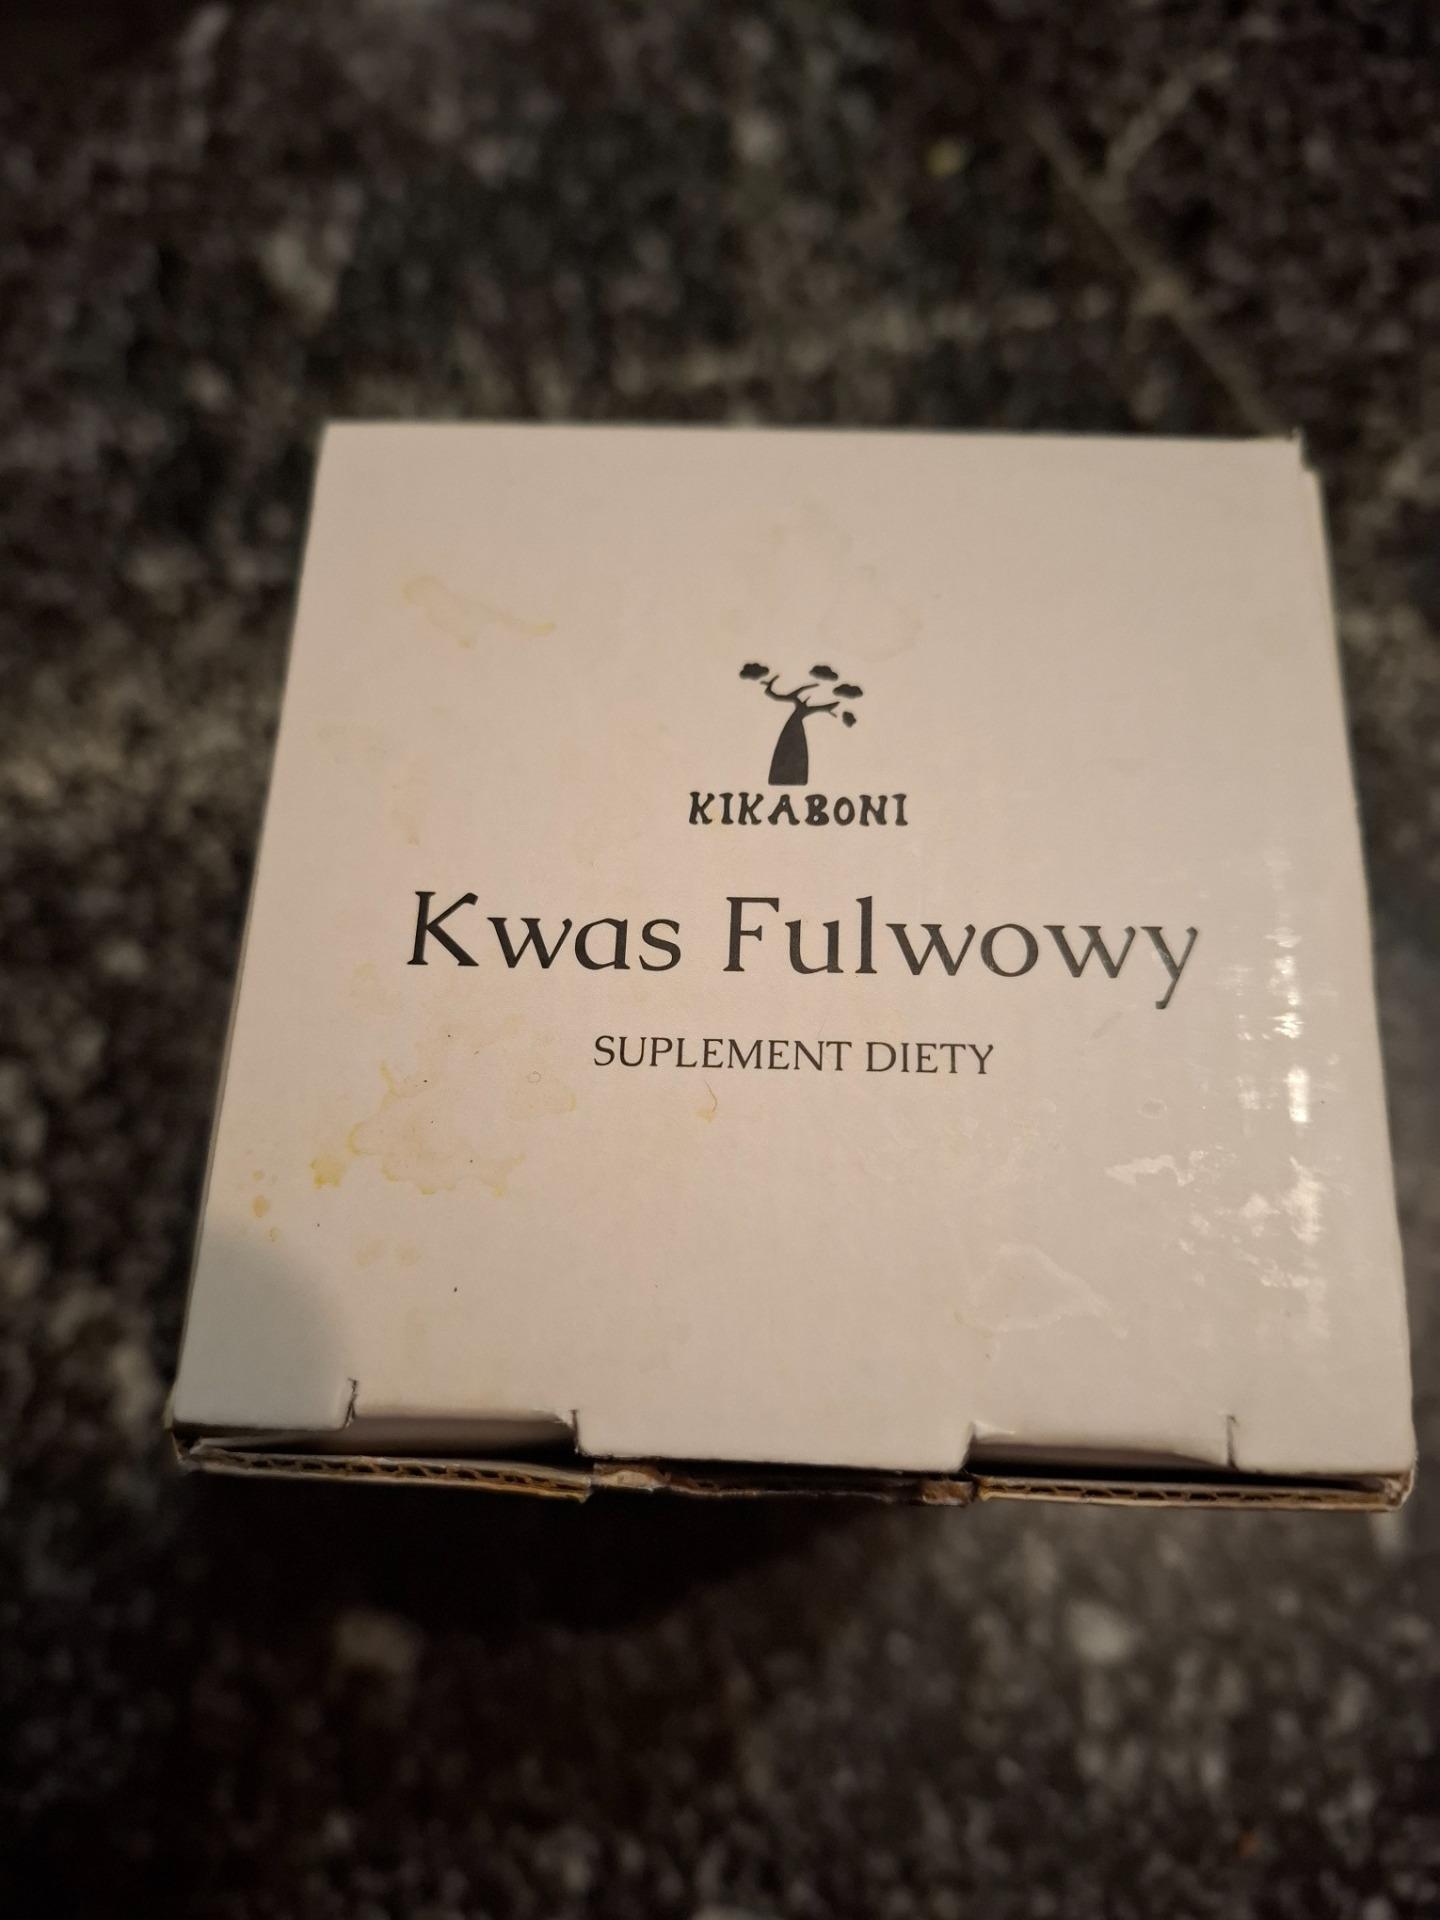 KIKABONI
Kwas Fulwowy
SUPLEMENT DIETY